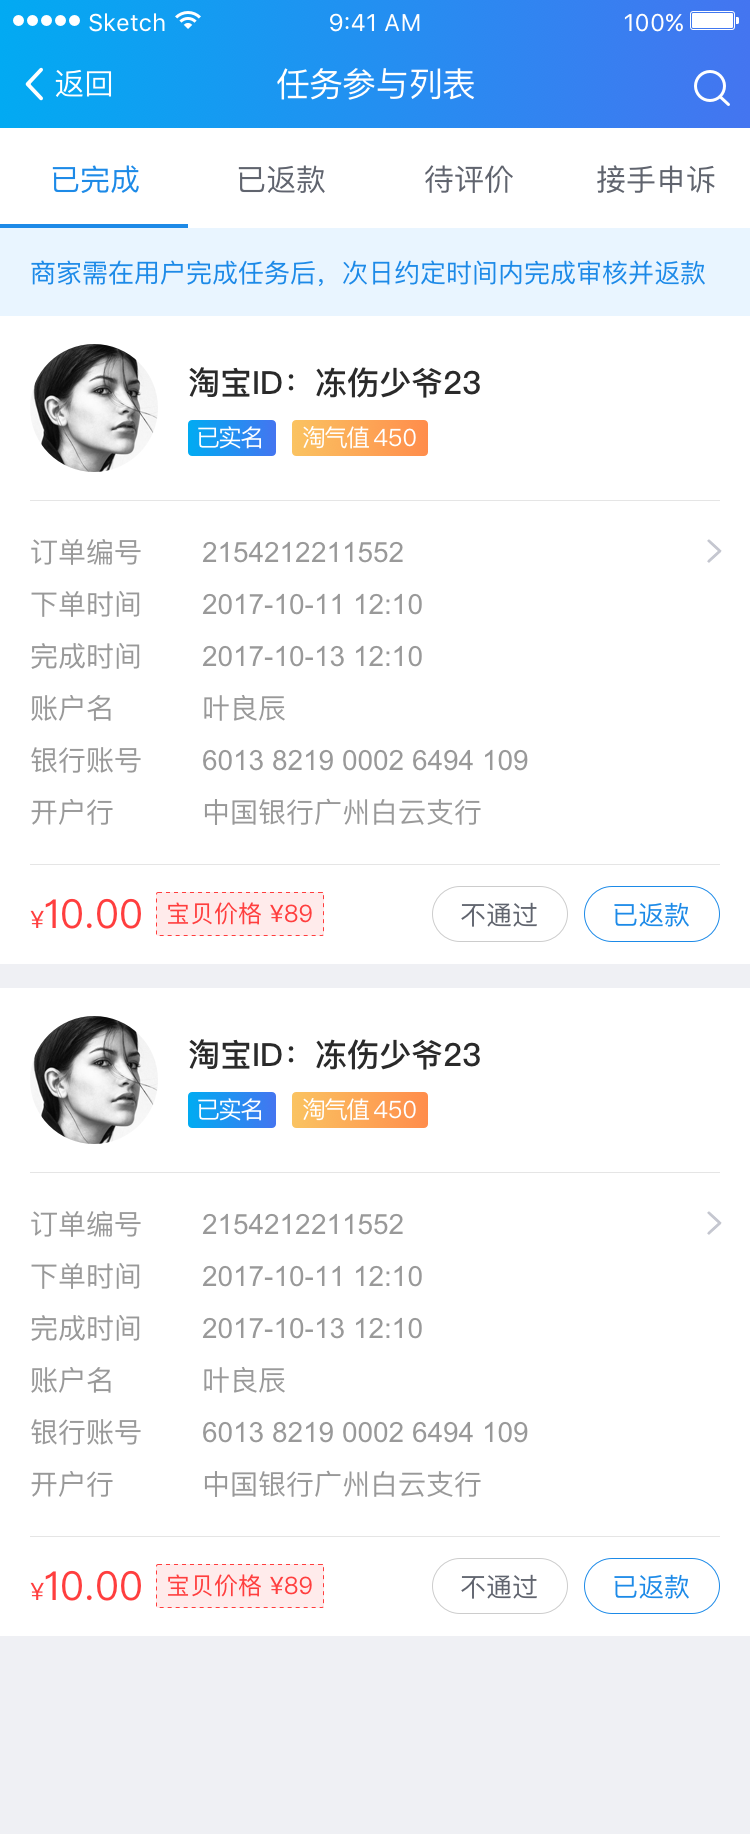 Sketch 9:41 AM 100%
返回 任务参与列表
已完成 已返款 待评价 接手申诉
商家需在用户完成任务后，次日约定时间内完成审核并返款
淘宝ID：冻伤少爷23
已实名 淘气值450
订单编号 2154212211552
下单时间 2017-10-11 12:10
完成时间 2017-10-13 12:10
账户名 叶良辰
银行账号 6013 8219 0002 6494 109
开户行 中国银行广州白云支行
¥10.00 宝贝价格 ¥89 不通过 已返款
淘宝ID：冻伤少爷23
已实名 淘气值450
订单编号 2154212211552
下单时间 2017-10-11 12:10
完成时间 2017-10-13 12:10
账户名 叶良辰
银行账号 6013 8219 0002 6494 109
开户行 中国银行广州白云支行
¥10.00 宝贝价格 ¥89 不通过 已返款